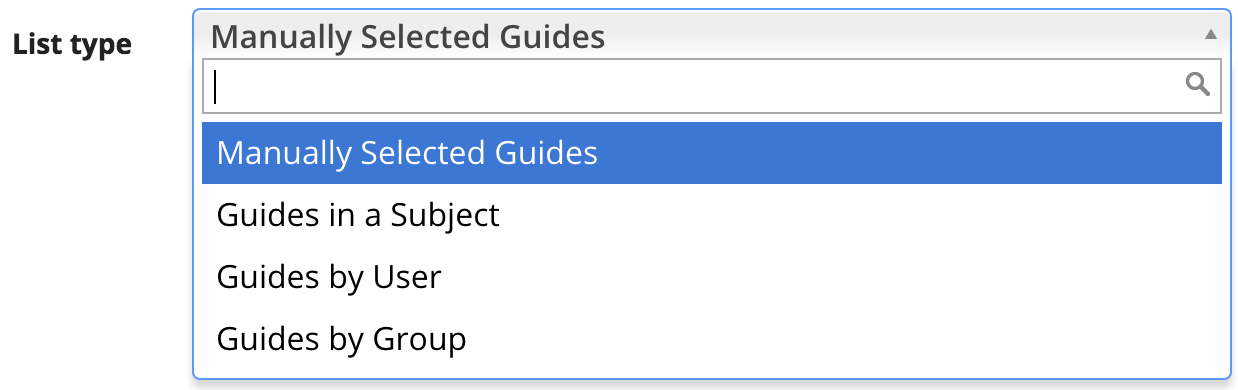 List type
Manually Selected Guides
Manually Selected Guides
Guides in a Subject
Guides by User
Guides by Group